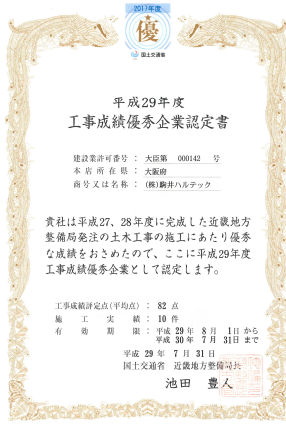 2017年度
優
国土交通省
平成29年度
工事成績優秀企業認定書
建設業許可番号 : 大臣第 000142 号
本店所在県 : 大阪府
商号又は名称 : (株)駒井ハルテック
貴社は平成27、28年度に完成した近畿地方
整備局発注の土木工事の施工にあたり優秀
な成績をおさめたので、ここに平成29年度
工事成績優秀企業として認定します。
工事成績評定点(平均点) : 82 点
施工実績 : 10 件
有効期限 : 平成 29 年 8 月 1日 から
平成 30 年 7 月 31日 まで
平成 29 年 7 月 31 日
国土交通省 近畿地方整備局長
池田 豊人